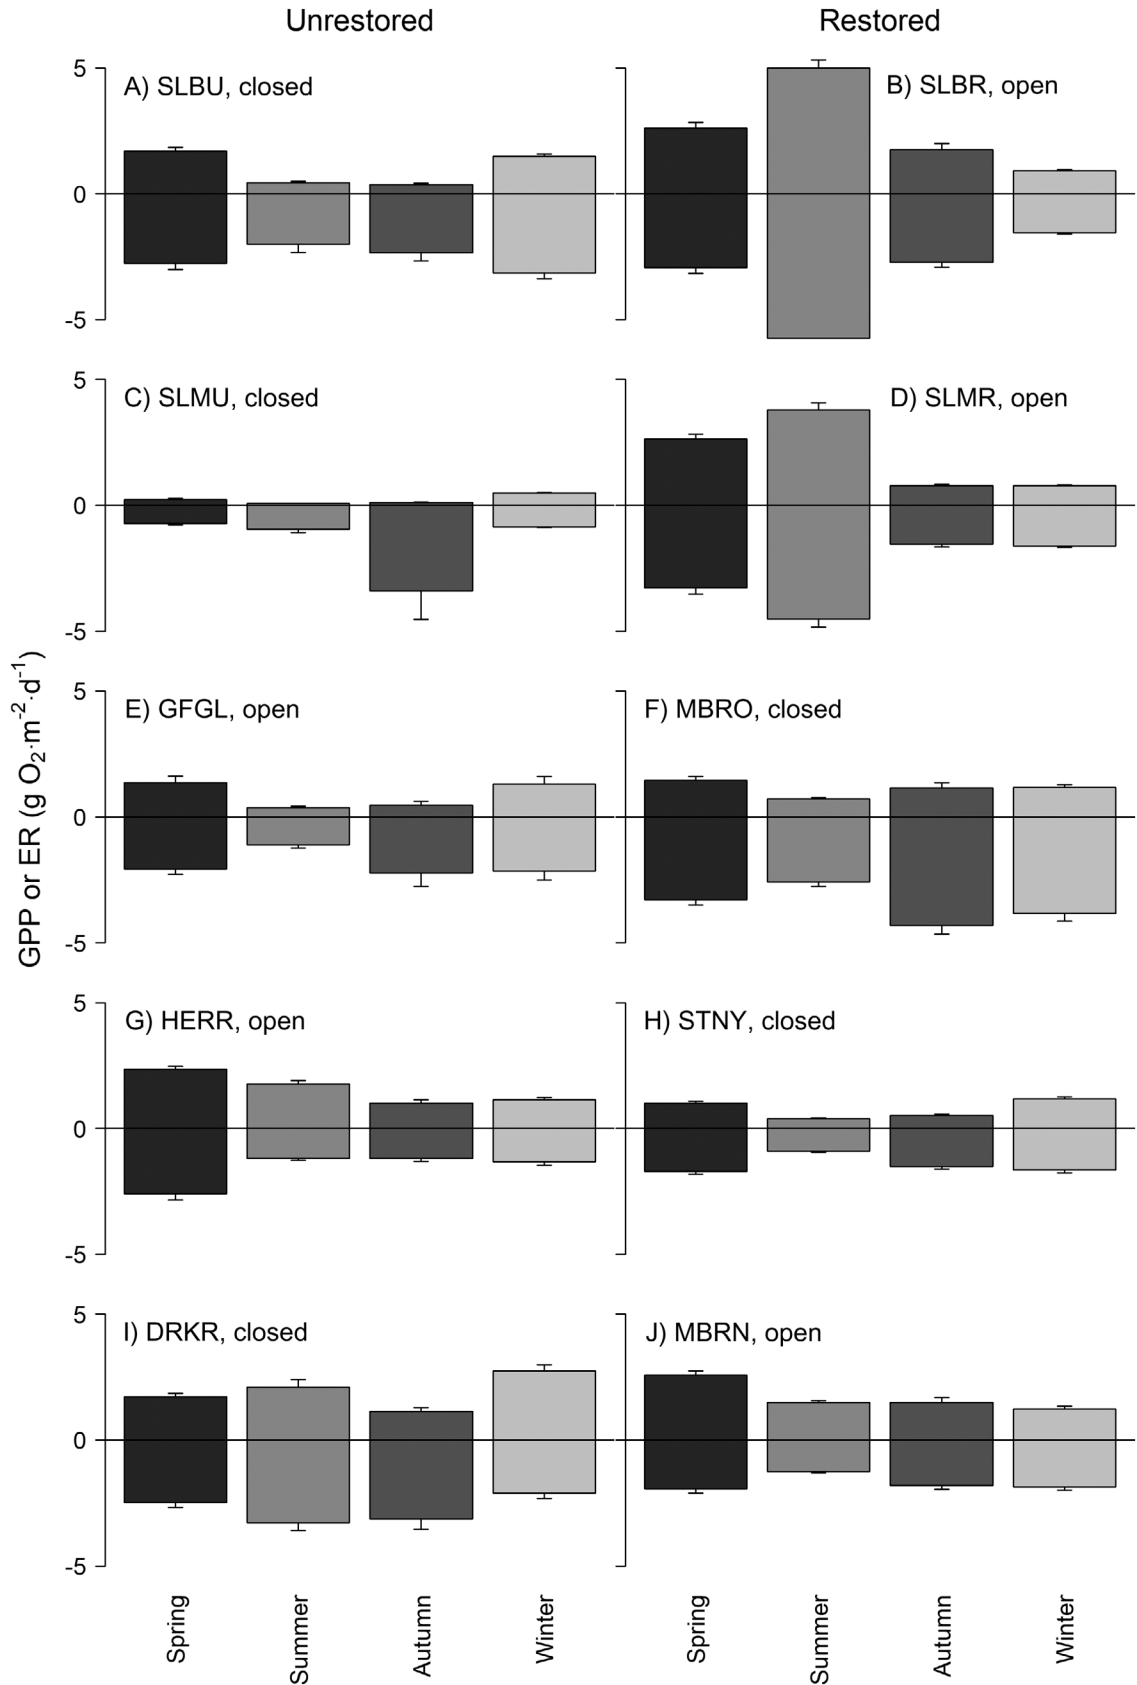 Unrestored Restored
A) SLBU, closed
B) SLBR, open
5
0
-5
C) SLMU, closed
D) SLMR, open
5
0
-5
E) GFGL, open
F) MBRO, closed
5
0
-5
G) HERR, open
H) STNY, closed
5
0
-5
I) DRKR, closed
J) MBRN, open
5
0
-5
GPP or ER (g O₂·m⁻²·d⁻¹)
Spring Summer Autumn Winter Spring Summer Autumn Winter